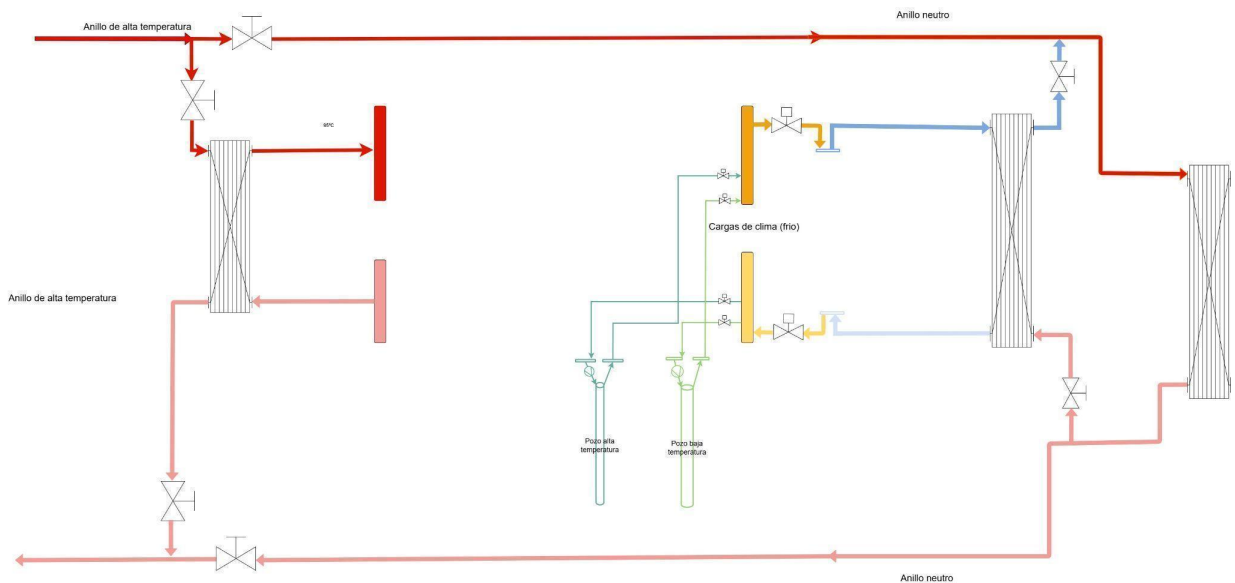 Anillo de alta temperatura
Anillo neutro
95ºC
Cargas de clima (frio)
Anillo de alta temperatura
Pozo alta
temperatura
Pozo baja
temperatura
Anillo neutro